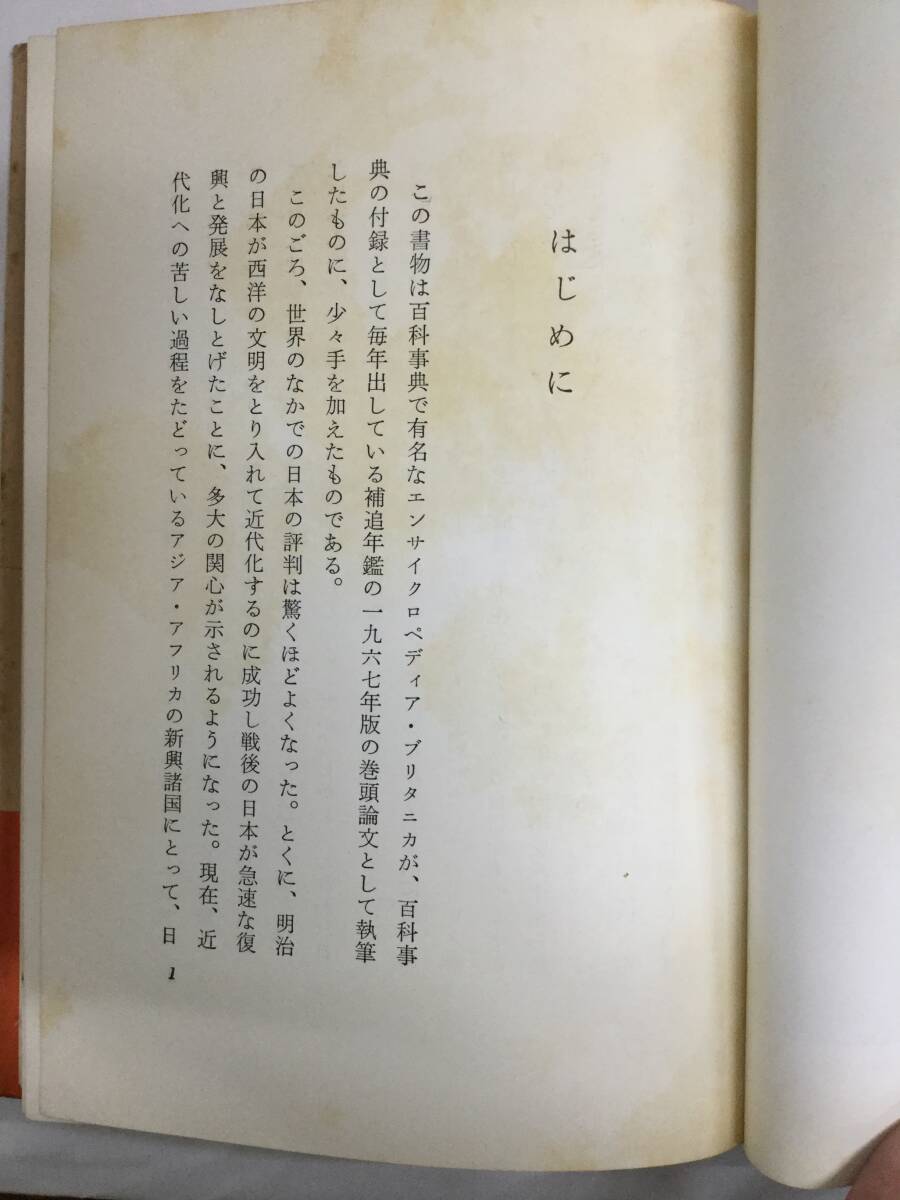 はじめに
この書物は百科事典で有名なエンサイクロペディア・ブリタニカが、百科事
典の付録として毎年出している補追年鑑の一九六七年版の巻頭論文として執筆
したものに、少々手を加えたものである。
このごろ、世界のなかでの日本の評判は驚くほどよくなった。とくに、明治
の日本が西洋の文明をとり入れて近代化するのに成功し戦後の日本が急速な復
興と発展をなしとげたことに、多大の関心が示されるようになった。現在、近
代化への苦しい過程をたどっているアジア・アフリカの新興諸国にとって、日
1